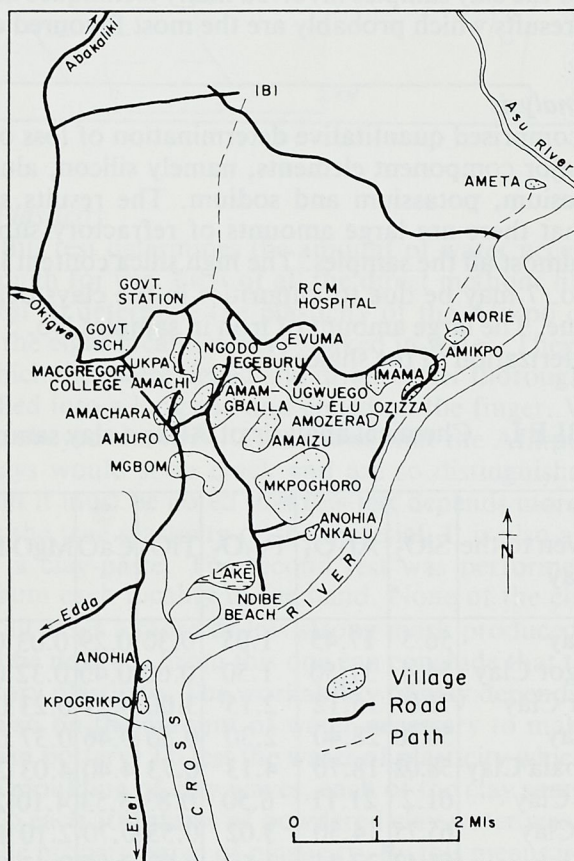 Abakaliki
IBI
Asu River
AMETA
GOVT.
STATION
RCM
HOSPITAL
Okigwe
GOVT.
SCH.
AMORIE
EVUMA
NGODO
UKPA
EGEBURU
AMIKPO
MACGREGOR
COLLEGE
AMACHI
IMAMA
AMAM-
GBALLA
UGWUEGO
ELU
OZIZZA
AMACHARA
AMOZERA
AMURO
AMAIZU
MGBOM
MKPOGHORO
ANOHIA
NKALU
N
LAKE
NDIBE
BEACH
CROSS RIVER
Edda
ANOHIA
KPOGRIKPO
Erei
Village
Road
Path
0 1 2 Mls